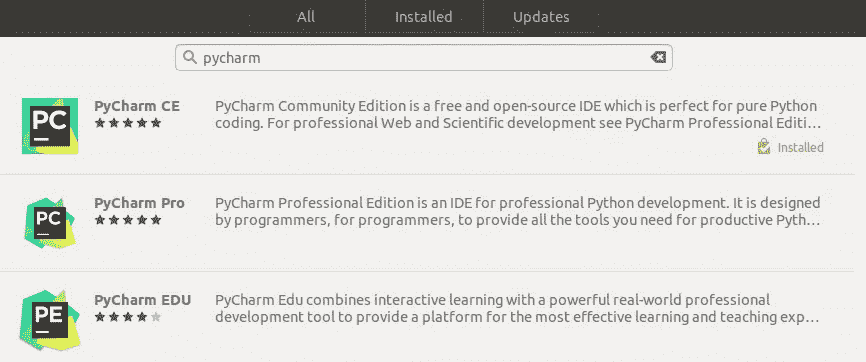 All Installed Updates
pycharm
PC
PyCharm CE
PyCharm Community Edition is a free and open-source IDE which is perfect for pure Python
coding. For professional Web and Scientific development see PyCharm Professional Editi...
Installed
PC
PyCharm Pro
PyCharm Professional Edition is an IDE for professional Python development. It is designed
by programmers, for programmers, to provide all the tools you need for productive Pyth...
PE
PyCharm EDU
PyCharm Edu combines interactive learning with a powerful real-world professional
development tool to provide a platform for the most effective learning and teaching exp...